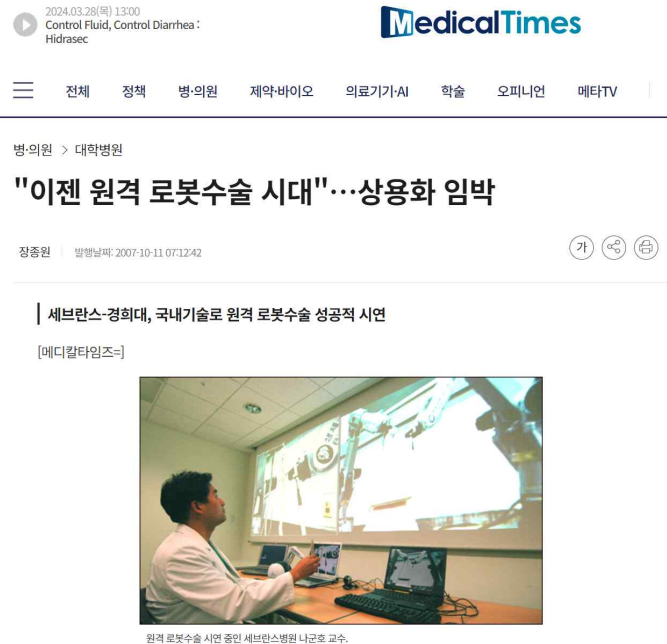 2024.03.28(목) 13:00
Control Fluid, Control Diarrhea :
Hidrasec
MedicalTimes
전체 정책 병·의원 제약·바이오 의료기기·AI 학술 오피니언 메타TV
병·의원 > 대학병원
"이젠 원격 로봇수술 시대"…상용화 임박
장종원 발행날짜: 2007-10-11 07:12:42
가
세브란스-경희대, 국내기술로 원격 로봇수술 성공적 시연
[메디칼타임즈=]
원격 로봇수술 시연 중인 세브란스병원 나군호 교수.